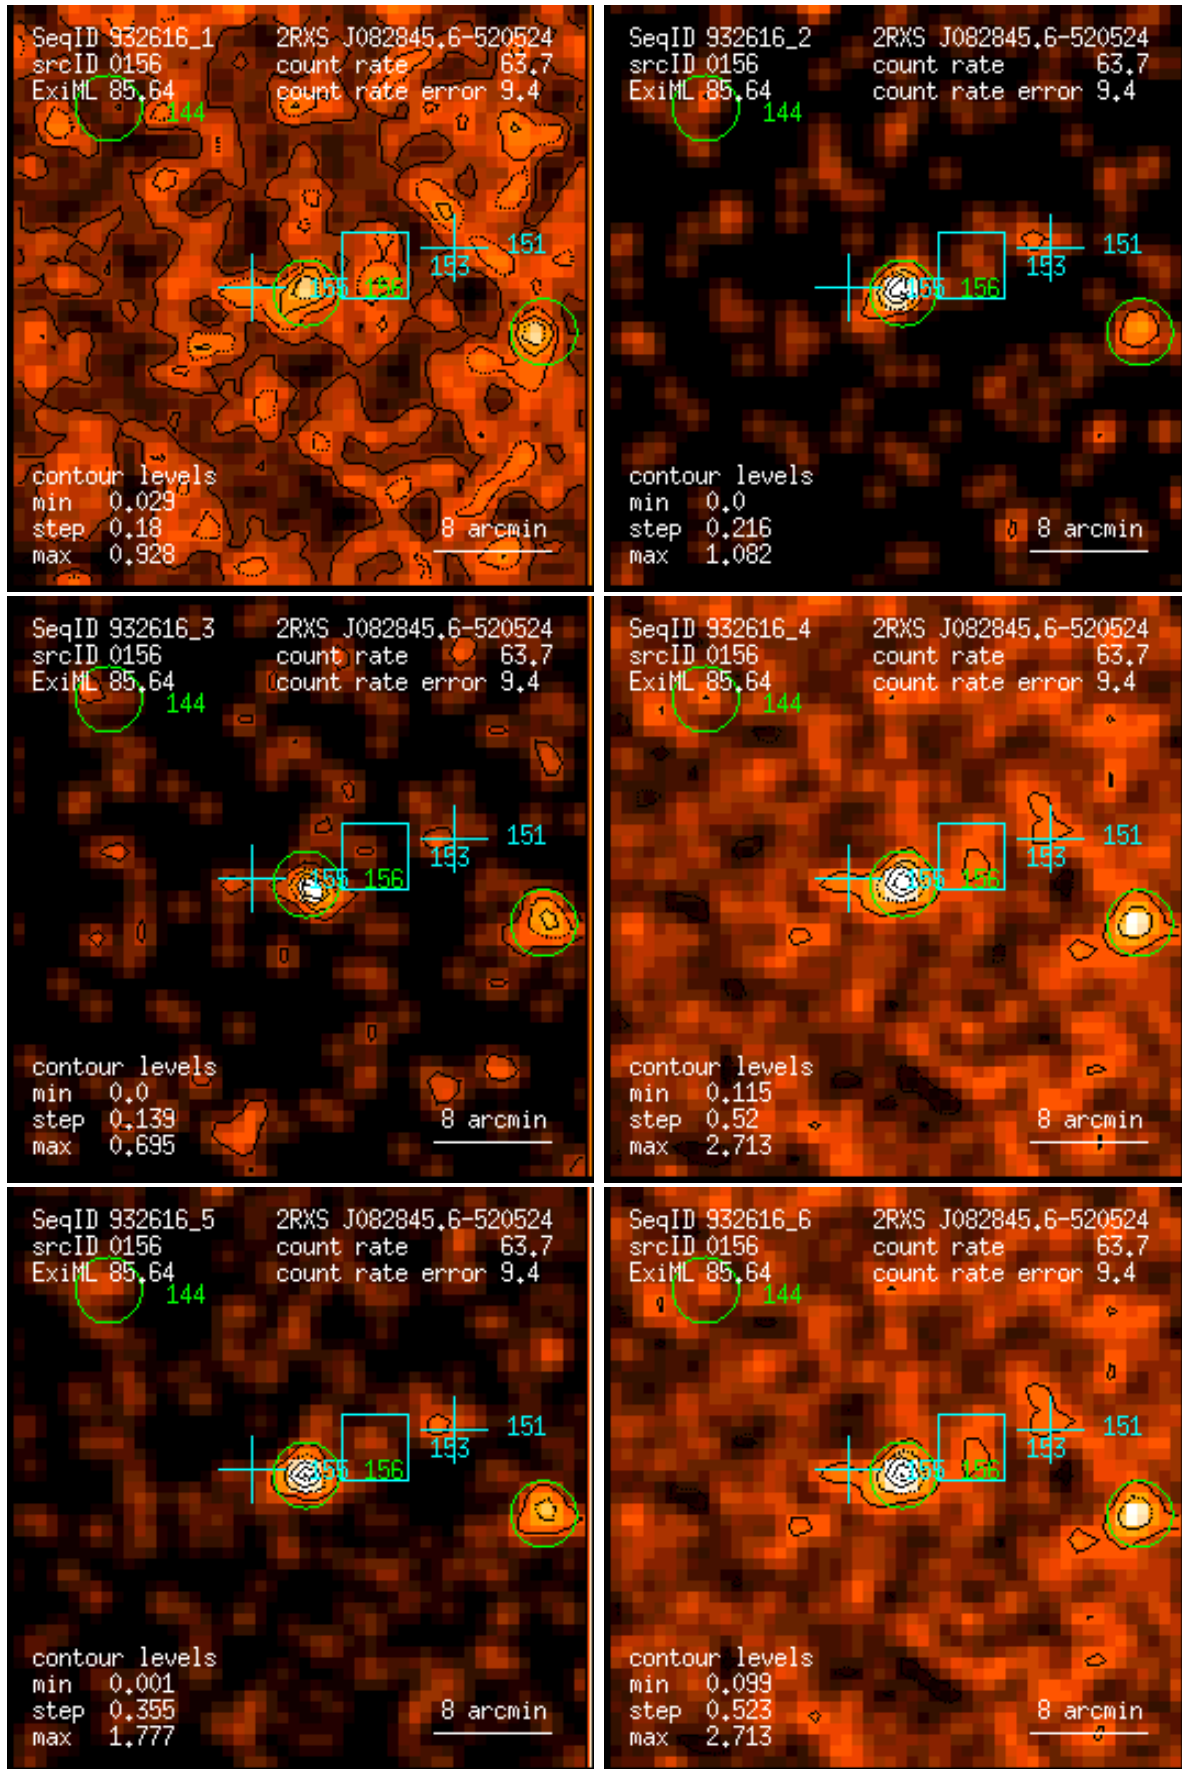 SeqID 932616_1 2RXS J082845.6-520524
srcID 0156 count rate 63.7
ExiML 85.64 count rate error 9.4
144
151
153
155 156
contour levels
min 0.029
step 0.18 8 arcmin
max 0.928
SeqID 932616_2 2RXS J082845.6-520524
srcID 0156 count rate 63.7
ExiML 85.64 count rate error 9.4
144
151
153
155 156
contour levels
min 0.0
step 0.216 8 arcmin
max 1.082
SeqID 932616_3 2RXS J082845.6-520524
srcID 0156 count rate 63.7
ExiML 85.64 count rate error 9.4
144
151
153
155 156
contour levels
min 0.0
step 0.139 8 arcmin
max 0.695
SeqID 932616_4 2RXS J082845.6-520524
srcID 0156 count rate 63.7
ExiML 85.64 count rate error 9.4
144
151
153
155 156
contour levels
min 0.115
step 0.52 8 arcmin
max 2.713
SeqID 932616_5 2RXS J082845.6-520524
srcID 0156 count rate 63.7
ExiML 85.64 count rate error 9.4
144
151
153
155 156
contour levels
min 0.001
step 0.355 8 arcmin
max 1.777
SeqID 932616_6 2RXS J082845.6-520524
srcID 0156 count rate 63.7
ExiML 85.64 count rate error 9.4
144
151
153
155 156
contour levels
min 0.099
step 0.523 8 arcmin
max 2.713